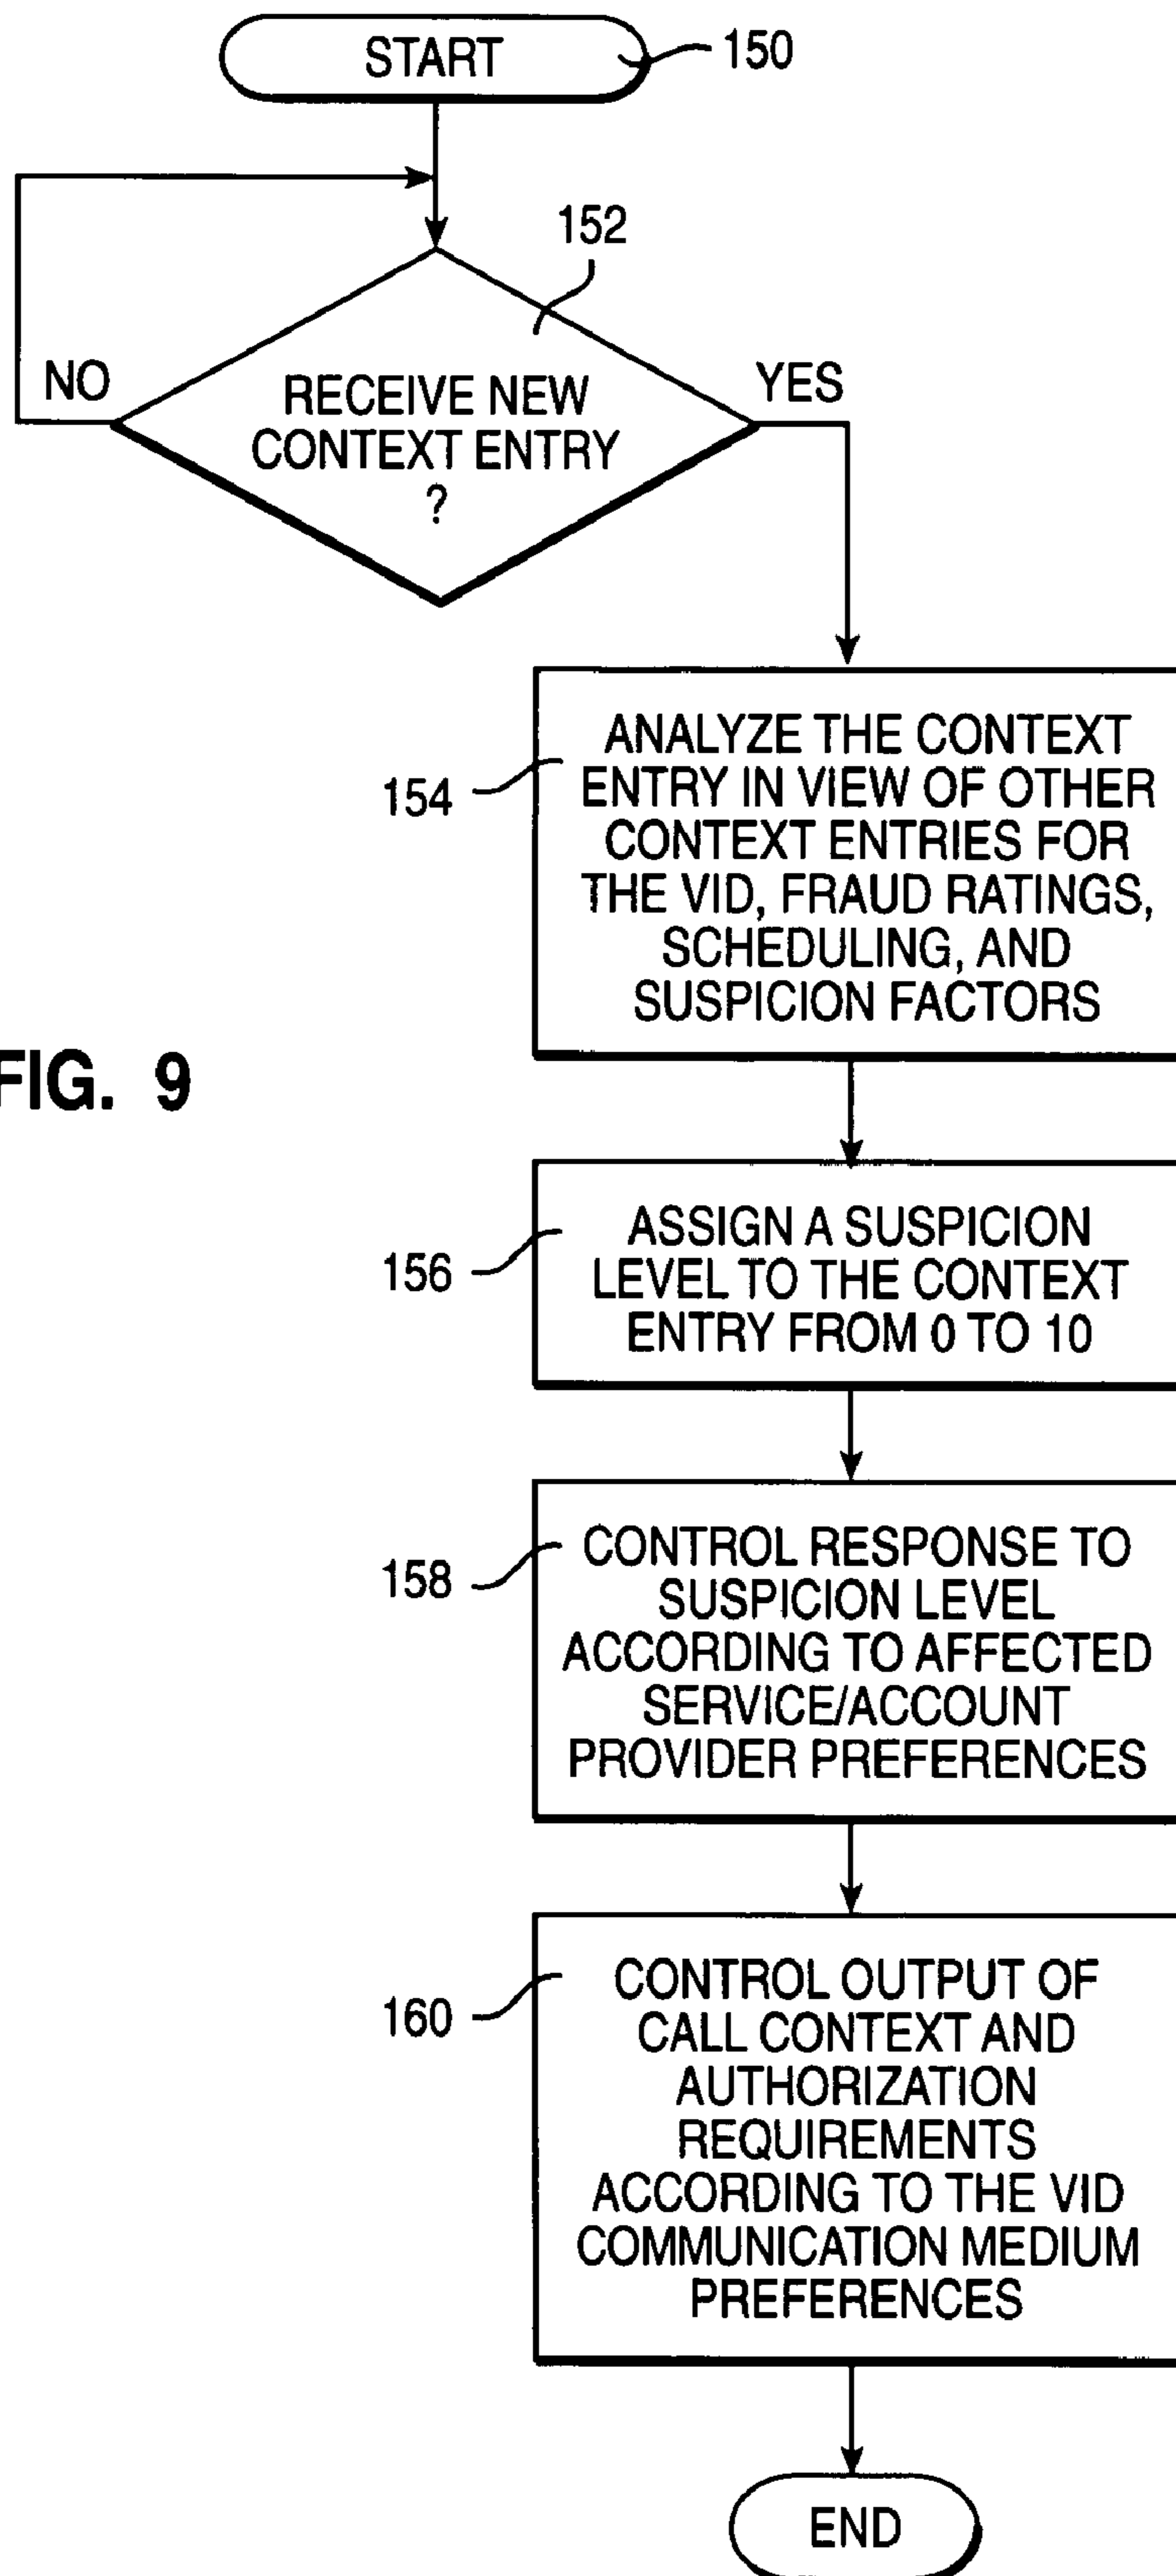 START
150
152
NO
YES
RECEIVE NEW
CONTEXT ENTRY
?
154
ANALYZE THE CONTEXT
ENTRY IN VIEW OF OTHER
CONTEXT ENTRIES FOR
THE VID, FRAUD RATINGS,
SCHEDULING, AND
SUSPICION FACTORS
FIG. 9
156
ASSIGN A SUSPICION
LEVEL TO THE CONTEXT
ENTRY FROM 0 TO 10
158
CONTROL RESPONSE TO
SUSPICION LEVEL
ACCORDING TO AFFECTED
SERVICE/ACCOUNT
PROVIDER PREFERENCES
160
CONTROL OUTPUT OF
CALL CONTEXT AND
AUTHORIZATION
REQUIREMENTS
ACCORDING TO THE VID
COMMUNICATION MEDIUM
PREFERENCES
END